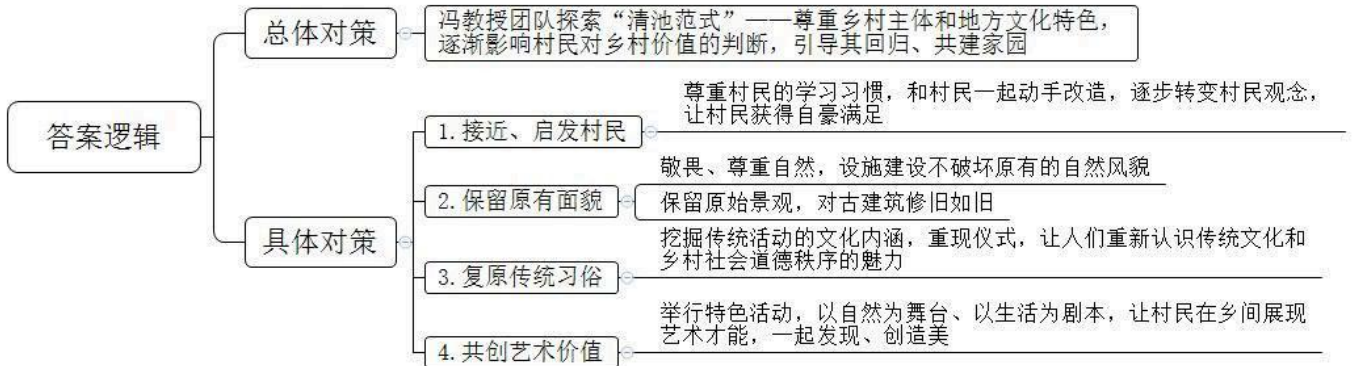 总体对策
冯教授团队探索“清池范式”——尊重乡村主体和地方文化特色，
逐渐影响村民对乡村价值的判断，引导其回归、共建家园
答案逻辑
具体对策
1.接近、启发村民
尊重村民的学习习惯，和村民一起动手改造，逐步转变村民观念，
让村民获得自豪满足
2.保留原有面貌
敬畏、尊重自然，设施建设不破坏原有的自然风貌
保留原始景观，对古建筑修旧如旧
3.复原传统习俗
挖掘传统活动的文化内涵，重现仪式，让人们重新认识传统文化和
乡村社会道德秩序的魅力
4.共创艺术价值
举行特色活动，以自然为舞台、以生活为剧本，让村民在乡间展现
艺术才能，一起发现、创造美